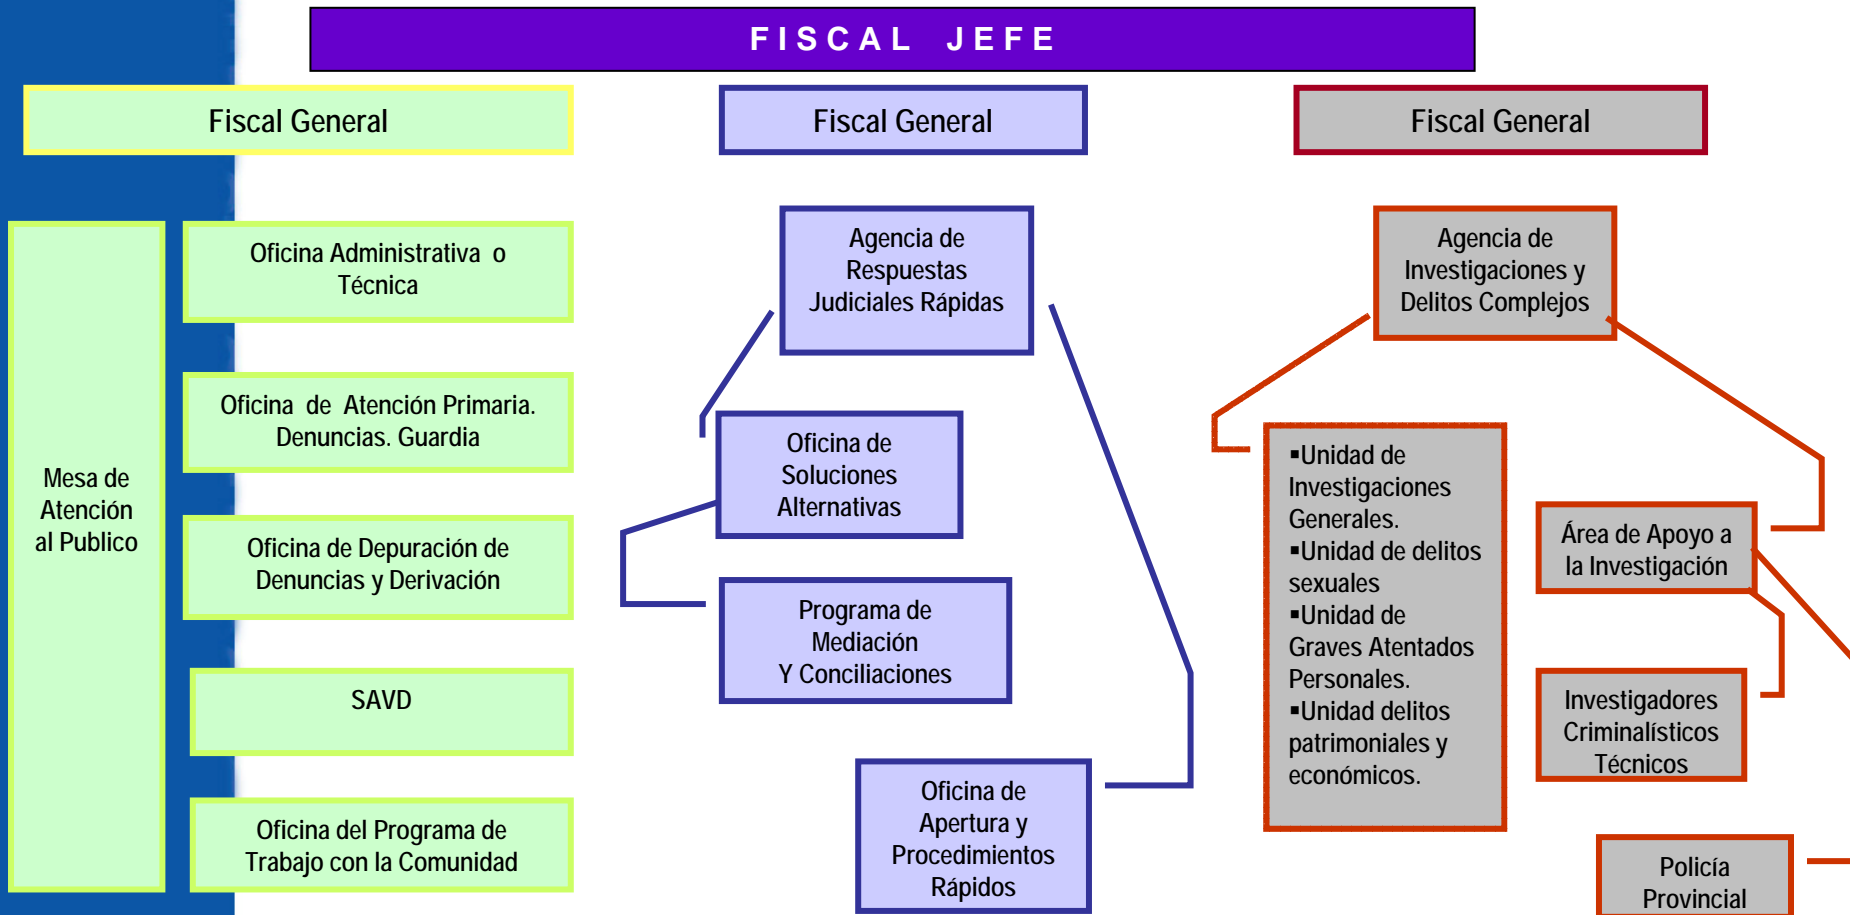 FISCAL JEFE
Fiscal General
Fiscal General
Fiscal General
Mesa de
Atención
al Publico
Oficina Administrativa o
Técnica
Oficina de Atención Primaria.
Denuncias. Guardia
Oficina de Depuración de
Denuncias y Derivación
SAVD
Oficina del Programa de
Trabajo con la Comunidad
Agencia de
Respuestas
Judiciales Rápidas
Oficina de
Soluciones
Alternativas
Programa de
Mediación
Y Conciliaciones
Oficina de
Apertura y
Procedimientos
Rápidos
Agencia de
Investigaciones y
Delitos Complejos
▪Unidad de
Investigaciones
Generales.
▪Unidad de delitos
sexuales
▪Unidad de
Graves Atentados
Personales.
▪Unidad delitos
patrimoniales y
económicos.
Área de Apoyo a
la Investigación
Investigadores
Criminalísticos
Técnicos
Policía
Provincial